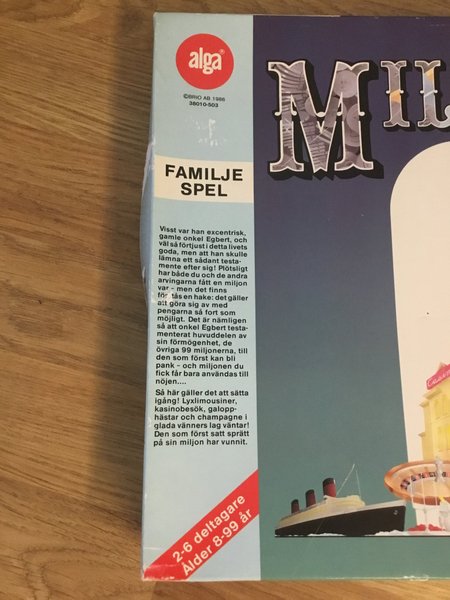 alga®
©BRIO AB 1986
38010-503
MIL
FAMILJE
SPEL
Visst var han excentrisk,
gamle onkel Egbert, och
väl så förtjust i detta livets
goda, men att han skulle
lämna ett sådant testa-
mente efter sig! Plötsligt
har både du och de andra
arvingarna fått en miljon
var - men det finns
förstås en hake: det gäller
att göra sig av med
pengarna så fort som
möjligt. Det är nämligen
så att onkel Egbert testa-
menterat huvuddelen av
sin förmögenhet, de
övriga 99 miljonerna, till
den som först kan bli
pank - och miljonen du
fick får bara användas till
nöjen....
Så här gäller det att sätta
igång! Lyxlimousiner,
kasinobesök, galopp-
hästar och champagne i
glada vänners lag väntar!
Den som först satt sprätt
på sin miljon har vunnit.
2-6 deltagare
Ålder 8-99 år